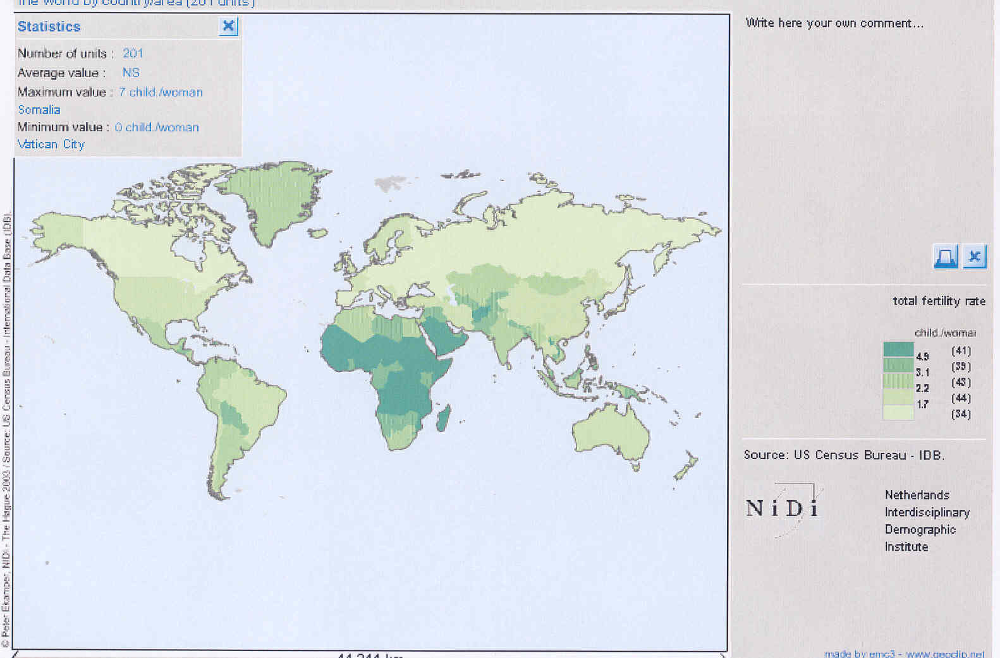 The World by country/area (201 units)
Statistics
Number of units : 201
Average value : NS
Maximum value : 7 child./woman
Somalia
Minimum value : 0 child./woman
Vatican City
© Peter Ekamper, NIDI - The Hague 2003 / Source: US Census Bureau - International Data Base (IDB).
Write here your own comment...
total fertility rate
child./woman
(41)
4.9
(39)
3.1
(43)
2.2
(44)
1.7
(34)
Source: US Census Bureau - IDB.
NiDi
Netherlands
Interdisciplinary
Demographic
Institute
made by emc3 - www.geoclip.net